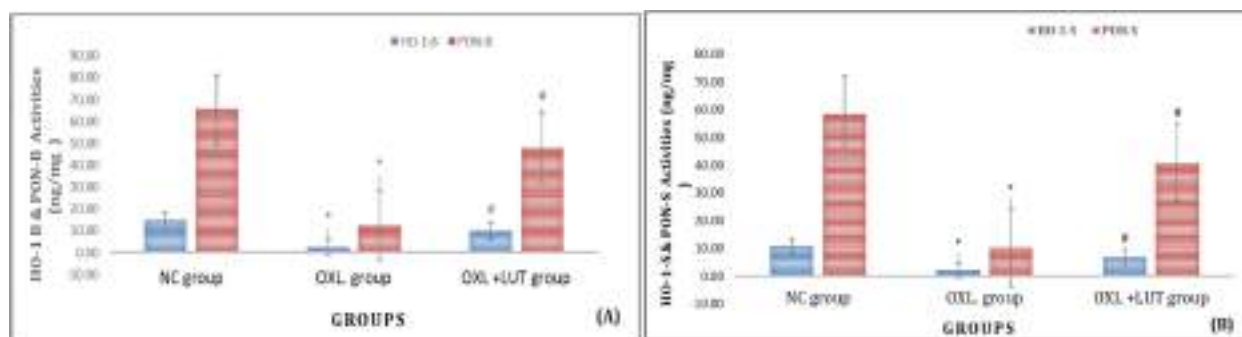 HO 1-B PON-B
90.00
80.00
70.00
60.00
50.00
40.00
30.00
20.00
10.00
0.00
10.00
HO-1 B & PON-B Activities
(ng/mg )
NC group OXL. group OXL +LUT group
GROUPS
(A)
HO 1-S PON-S
80.00
70.00
60.00
50.00
40.00
30.00
20.00
10.00
0.00
10.00
HO-1-S & PON-S Activities (ng/mg
)
NC group OXL. group OXL +LUT group
GROUPS
(B)